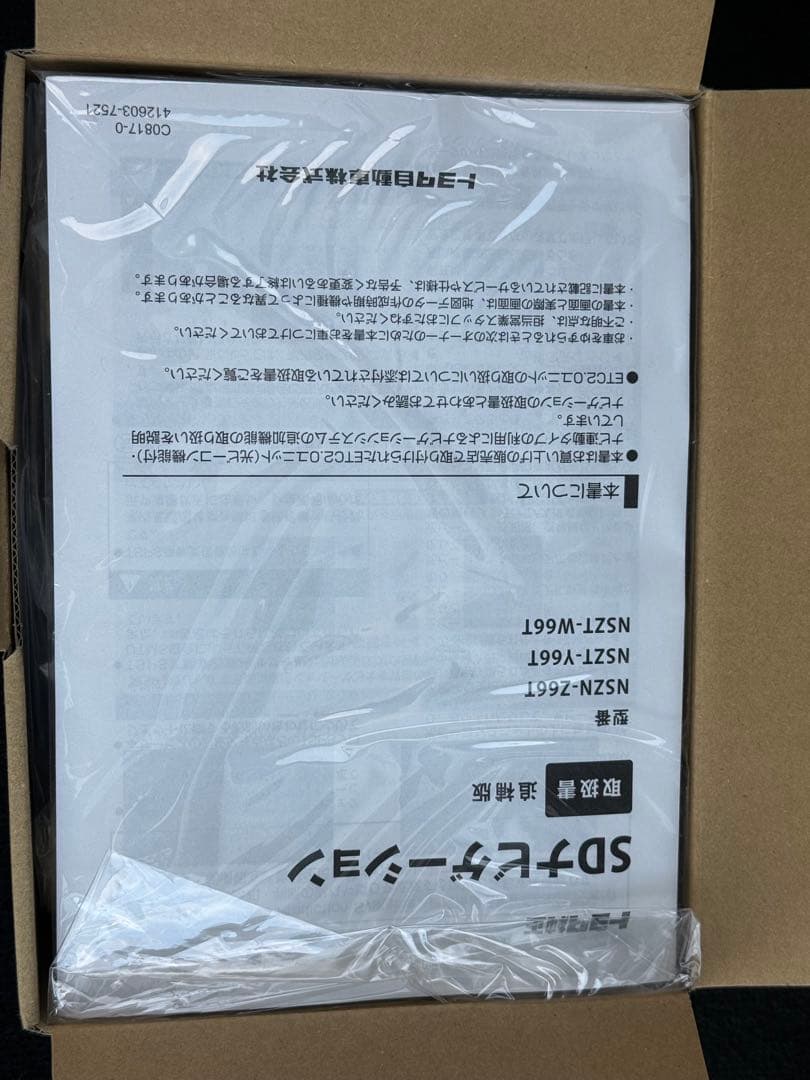 トヨタ純正
SDナビゲーション
取扱書 追補版
型番
NSZN-Z66T
NSZT-Y66T
NSZT-W66T
本書について
●本書はお買い上げの販売店で取り付けられたETC2.0ユニット(光ビーコン機能付)・
ナビ連動タイプの利用によるナビゲーションシステムの追加機能の取り扱いを説明
しています。
ナビゲーションの取扱書とあわせてお読みください。
●ETC2.0ユニットの取り扱いについては添付されている取扱書をご覧ください。
・お車をゆずられるときは次のオーナーのために本書をお車につけておいてください。
・ご不明な点は、担当営業スタッフにおたずねください。
・本書の画面と実際の画面は、地図データの作成時期や機種によって異なることがあります。
・本書に記載されているサービスや仕様は、予告なく変更あるいは終了する場合があります。
トヨタ自動車株式会社
C0817-0
412603-7521